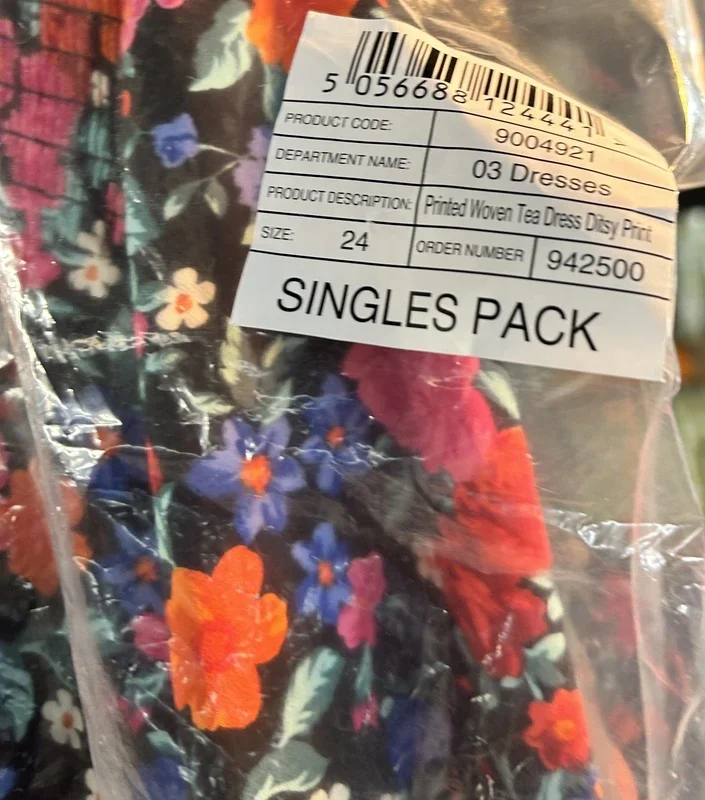 5 056688 124441 >
PRODUCT CODE: 9004921
DEPARTMENT NAME: 03 Dresses
PRODUCT DESCRIPTION: Printed Woven Tea Dress Ditsy Print
SIZE: 24 ORDER NUMBER 942500
SINGLES PACK